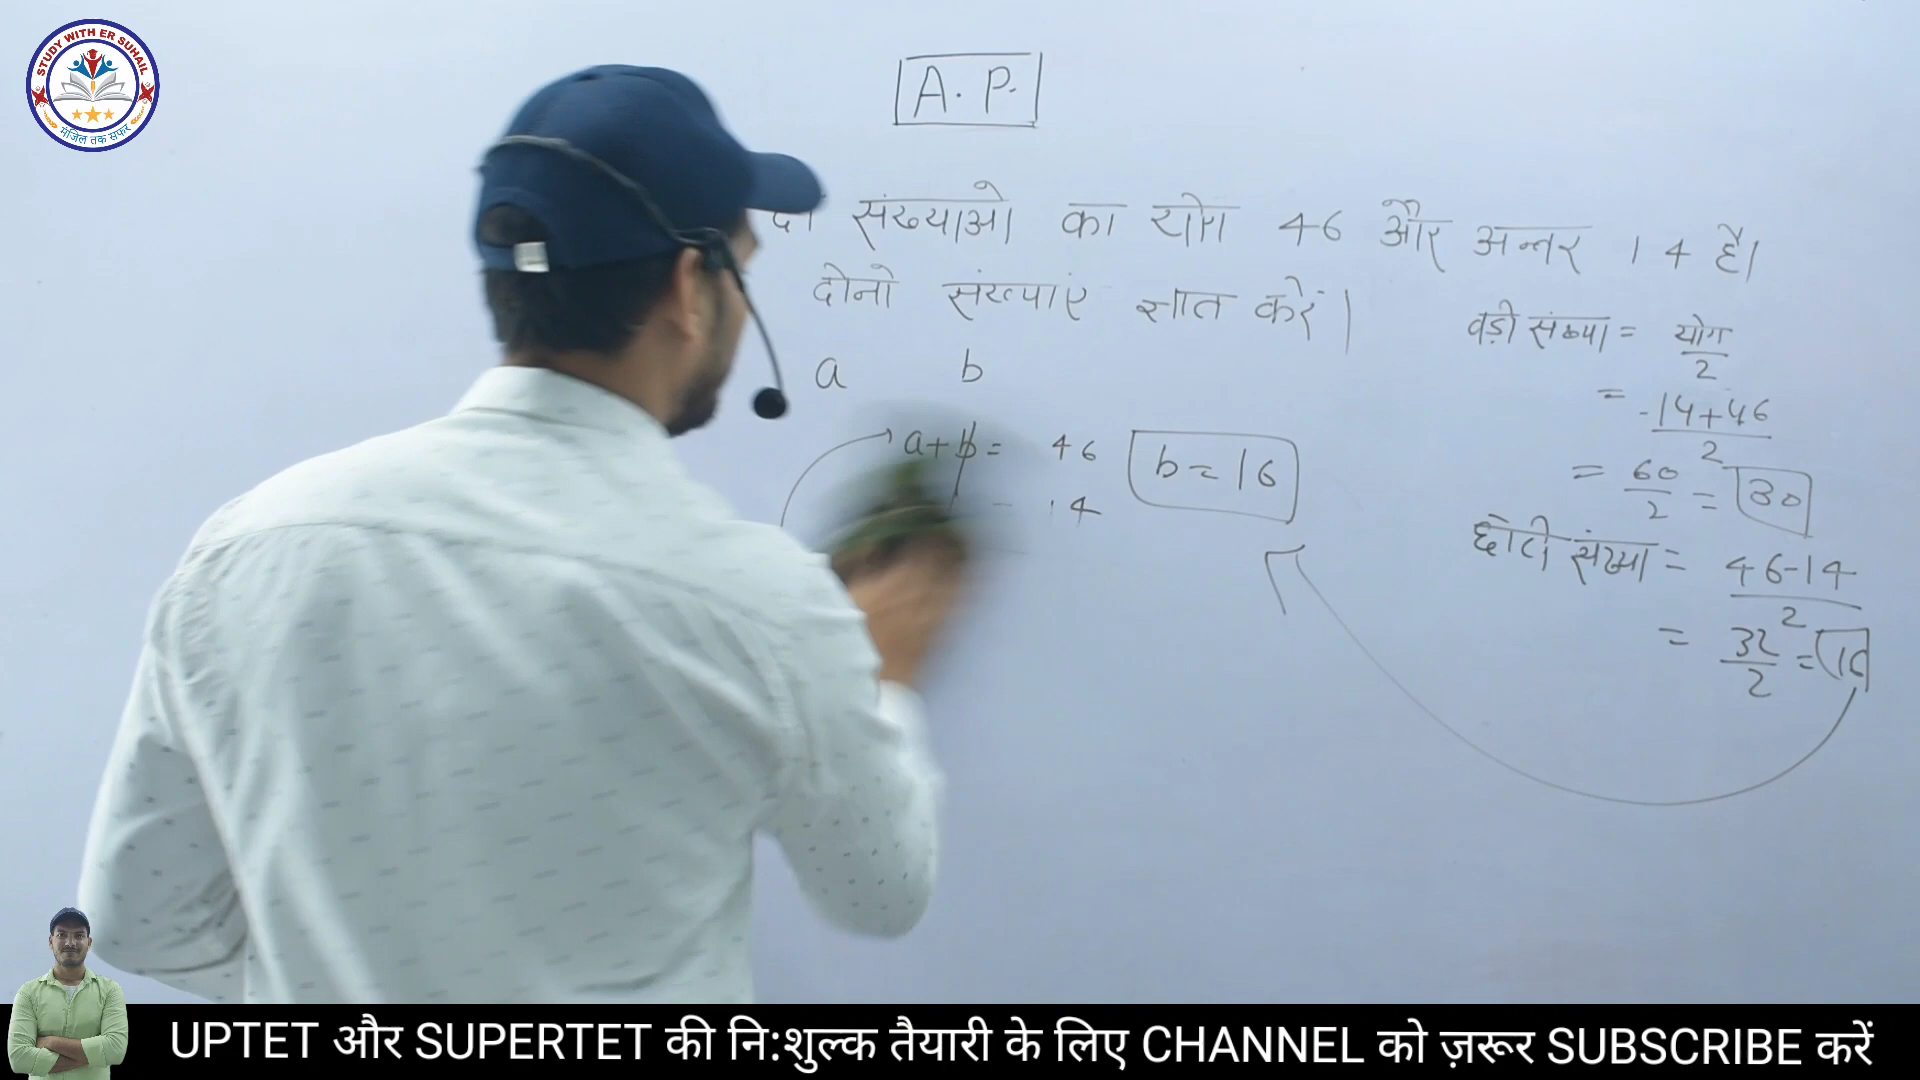 STUDY WITH ER SUHAIL
मंजिल तक सफर
A. P.
दो संख्याओ का योग 46 और अन्तर 14 है।
दोनो संख्याएं ज्ञात करें।
a b
a+b = 46
= 14
b = 16
बड़ी संख्या = योग/2
= 14+46/2
= 60/2 = 30
छोटी संख्या = 46-14/2
= 32/2 = 16
UPTET और SUPERTET की नि:शुल्क तैयारी के लिए CHANNEL को ज़रूर SUBSCRIBE करें